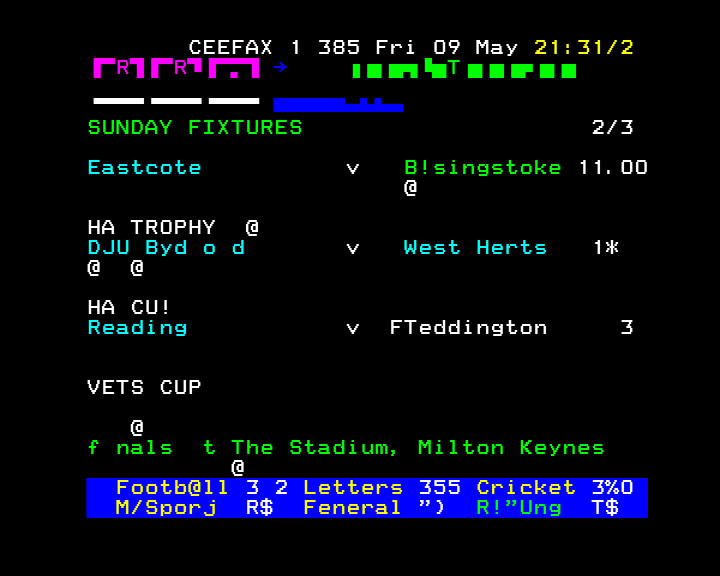 CEEFAX 1 385 Fri 09 May 21:31/2
R R → T
SUNDAY FIXTURES 2/3
Eastcote v B!singstoke 11.00
@
HA TROPHY @
DJU Byd o d v West Herts 1*
@ @
HA CU!
Reading v FTeddington 3
VETS CUP
@
f nals t The Stadium, Milton Keynes
@
Footb@ll 3 2 Letters 355 Cricket 3%0
M/Sporj R$ Feneral ") R!"Ung T$